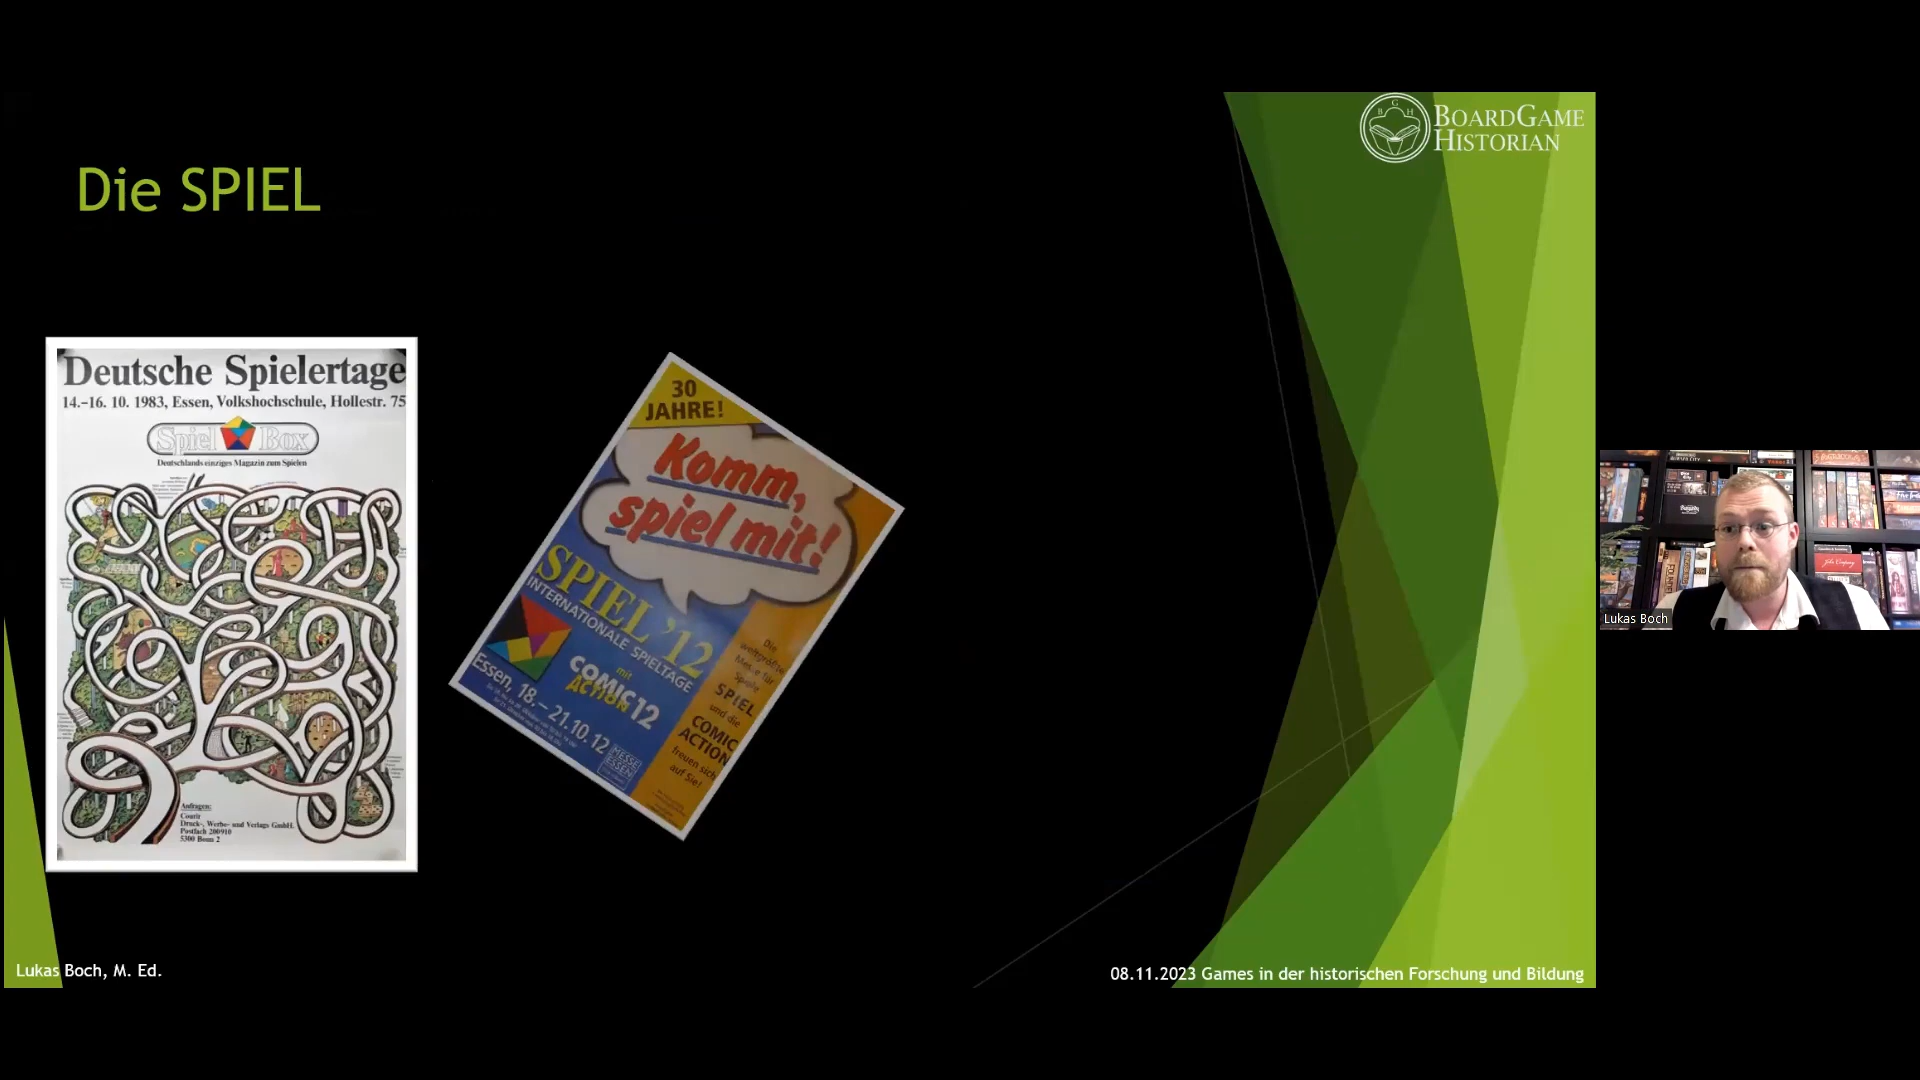 BOARDGAME
HISTORIAN
B G H
Die SPIEL
Deutsche Spielertage
14.-16. 10. 1983, Essen, Volkshochschule, Hollestr. 75
Spiel Box
Deutschlands einziges Magazin zum Spielen
Anfragen:
Courir
Druck-, Werbe- und Verlags GmbH.
Postfach 200910
5300 Bonn 2
30
JAHRE!
Komm,
spiel mit!
SPIEL '12
INTERNATIONALE SPIELTAGE
mit
COMIC
ACTION 12
Essen, 18.–21.10.12
MESSE
ESSEN
Die
weltgrößte
Messe für
Spiele
SPIEL
und die
COMIC
ACTION
freuen sich
auf Sie!
Lukas Boch
Lukas Boch, M. Ed.
08.11.2023 Games in der historischen Forschung und Bildung